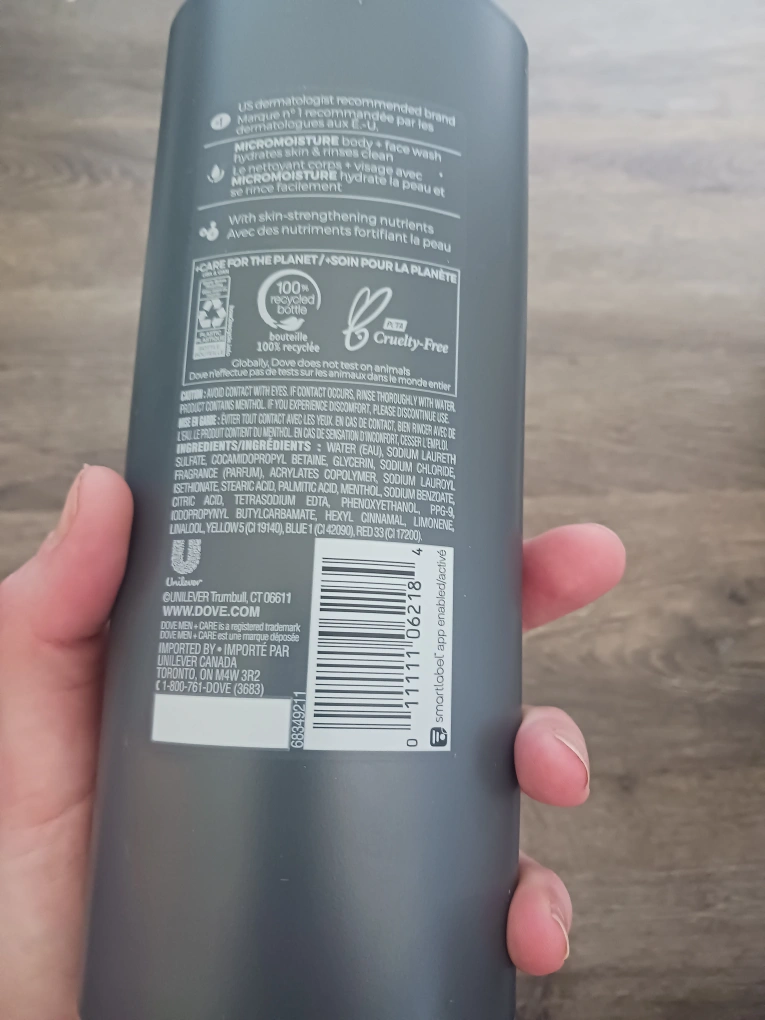 US dermatologist recommended brand
Marque n° 1 recommandée par les
dermatologues aux É.-U.
MICROMOISTURE body + face wash
hydrates skin & rinses clean
Le nettoyant corps + visage avec
MICROMOISTURE hydrate la peau et
se rince facilement
With skin-strengthening nutrients
Avec des nutriments fortifiant la peau
+CARE FOR THE PLANET/+SOIN POUR LA PLANÈTE
100%
recycled
bottle
bouteille
100% recyclée
PLASTIC
PETA
Cruelty-Free
Globally, Dove does not test on animals
Dove n'effectue pas de tests sur les animaux dans le monde entier
CAUTION : AVOID CONTACT WITH EYES. IF CONTACT OCCURS, RINSE THOROUGHLY WITH WATER.
PRODUCT CONTAINS MENTHOL. IF YOU EXPERIENCE DISCOMFORT, PLEASE DISCONTINUE USE.
MISE EN GARDE : ÉVITER TOUT CONTACT AVEC LES YEUX. EN CAS DE CONTACT, BIEN RINCER AVEC DE
L'EAU. LE PRODUIT CONTIENT DU MENTHOL. EN CAS DE SENSATION D'INCONFORT, CESSER L'EMPLOI.
INGREDIENTS/INGRÉDIENTS : WATER (EAU), SODIUM LAURETH
SULFATE, COCAMIDOPROPYL BETAINE, GLYCERIN, SODIUM CHLORIDE,
FRAGRANCE (PARFUM), ACRYLATES COPOLYMER, SODIUM LAUROYL
ISETHIONATE, STEARIC ACID, PALMITIC ACID, MENTHOL, SODIUM BENZOATE,
CITRIC ACID, TETRASODIUM EDTA, PHENOXYETHANOL, PPG-9,
IODOPROPYNYL BUTYLCARBAMATE, HEXYL CINNAMAL, LIMONENE,
LINALOOL, YELLOW 5 (CI 19140), BLUE 1 (CI 42090), RED 33 (CI 17200).
Unilever
©UNILEVER Trumbull, CT 06611
WWW.DOVE.COM
DOVE MEN + CARE is a registered trademark
DOVE MEN + CARE est une marque déposée
IMPORTED BY • IMPORTÉ PAR
UNILEVER CANADA
TORONTO, ON M4W 3R2
1-800-761-DOVE (3683)
68349211
0 11111 06218 4
smartlabel app enabled/activé